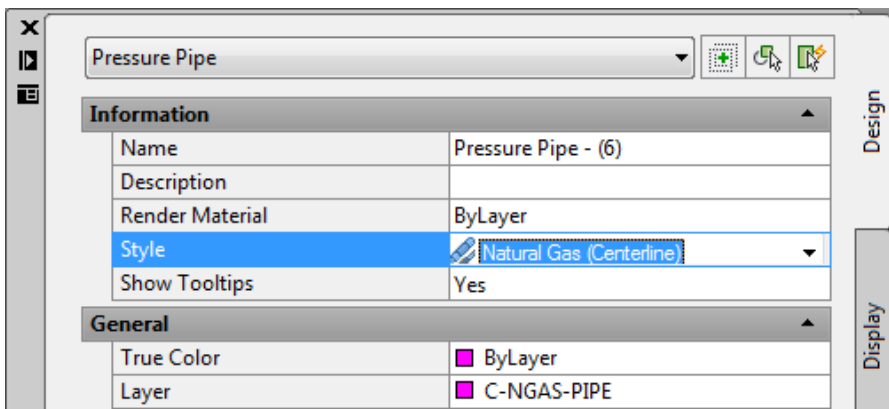 Pressure Pipe
Information
Name Pressure Pipe - (6)
Description
Render Material ByLayer
Style Natural Gas (Centerline)
Show Tooltips Yes
General
True Color ByLayer
Layer C-NGAS-PIPE
Design
Display